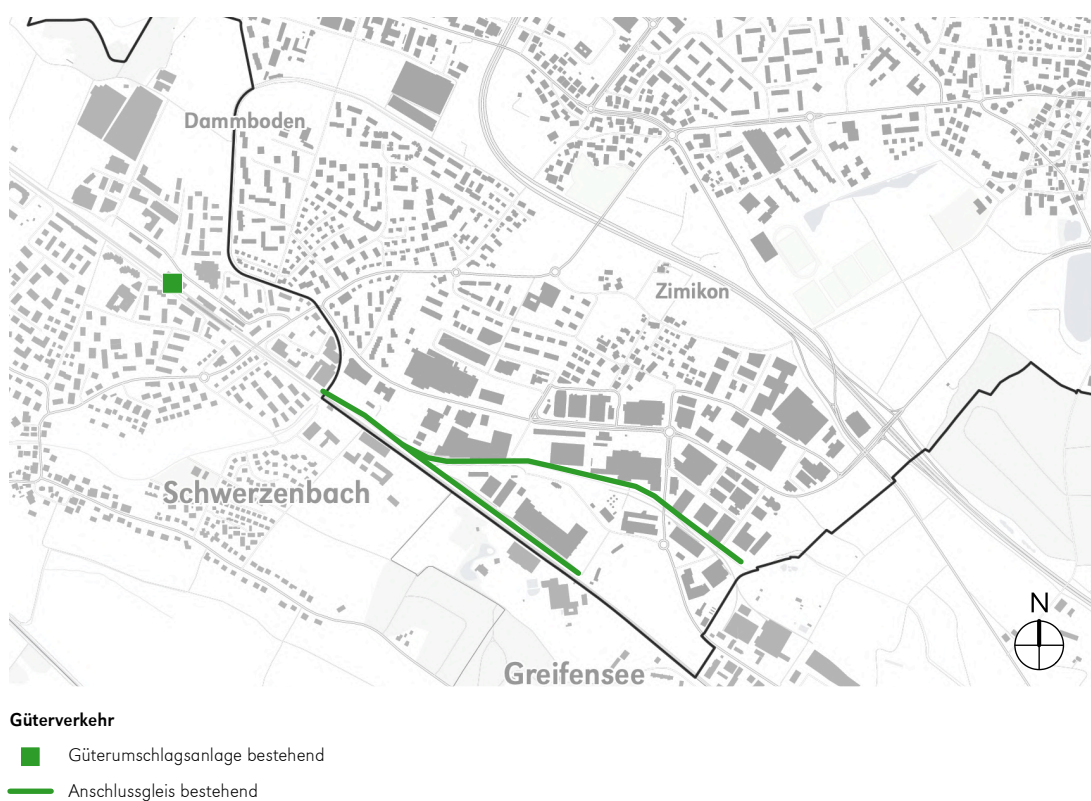 Dammboden
Zimikon
Schwerzenbach
N
Greifensee
Güterverkehr
Güterumschlagsanlage bestehend
Anschlussgleis bestehend